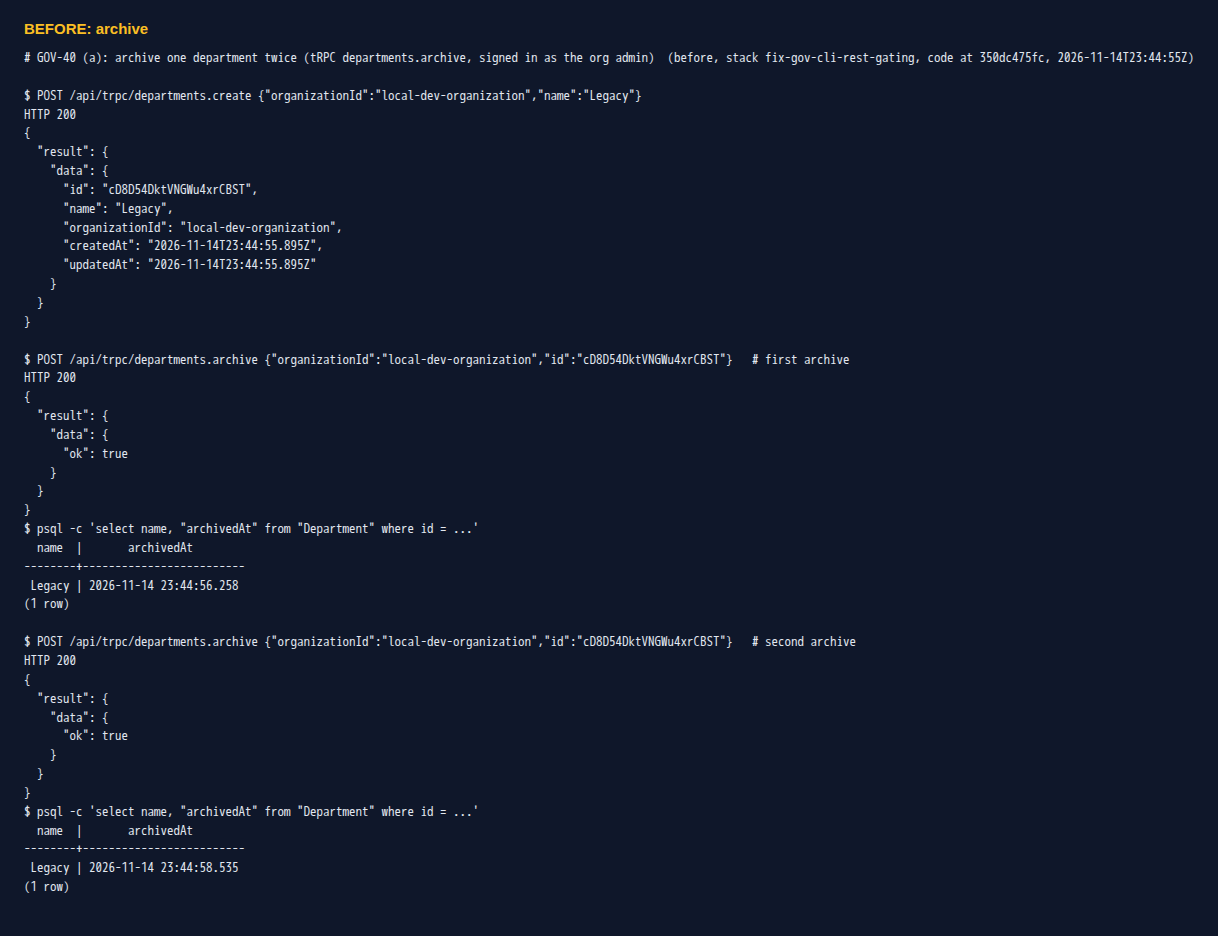 BEFORE: archive
# GOV-40 (a): archive one department twice (tRPC departments.archive, signed in as the org admin)  (before, stack fix-gov-cli-rest-gating, code at 350dc475fc, 2026-11-14T23:44:55Z)
$ POST /api/trpc/departments.create {"organizationId":"local-dev-organization","name":"Legacy"}
HTTP 200
{
  "result": {
    "data": {
      "id": "cD8D54DktVNGWu4xrCBST",
      "name": "Legacy",
      "organizationId": "local-dev-organization",
      "createdAt": "2026-11-14T23:44:55.895Z",
      "updatedAt": "2026-11-14T23:44:55.895Z"
    }
  }
}
$ POST /api/trpc/departments.archive {"organizationId":"local-dev-organization","id":"cD8D54DktVNGWu4xrCBST"}   # first archive
HTTP 200
{
  "result": {
    "data": {
      "ok": true
    }
  }
}
$ psql -c 'select name, "archivedAt" from "Department" where id = ...'
  name  |       archivedAt
--------+-------------------------
 Legacy | 2026-11-14 23:44:56.258
(1 row)
$ POST /api/trpc/departments.archive {"organizationId":"local-dev-organization","id":"cD8D54DktVNGWu4xrCBST"}   # second archive
HTTP 200
{
  "result": {
    "data": {
      "ok": true
    }
  }
}
$ psql -c 'select name, "archivedAt" from "Department" where id = ...'
  name  |       archivedAt
--------+-------------------------
 Legacy | 2026-11-14 23:44:58.535
(1 row)